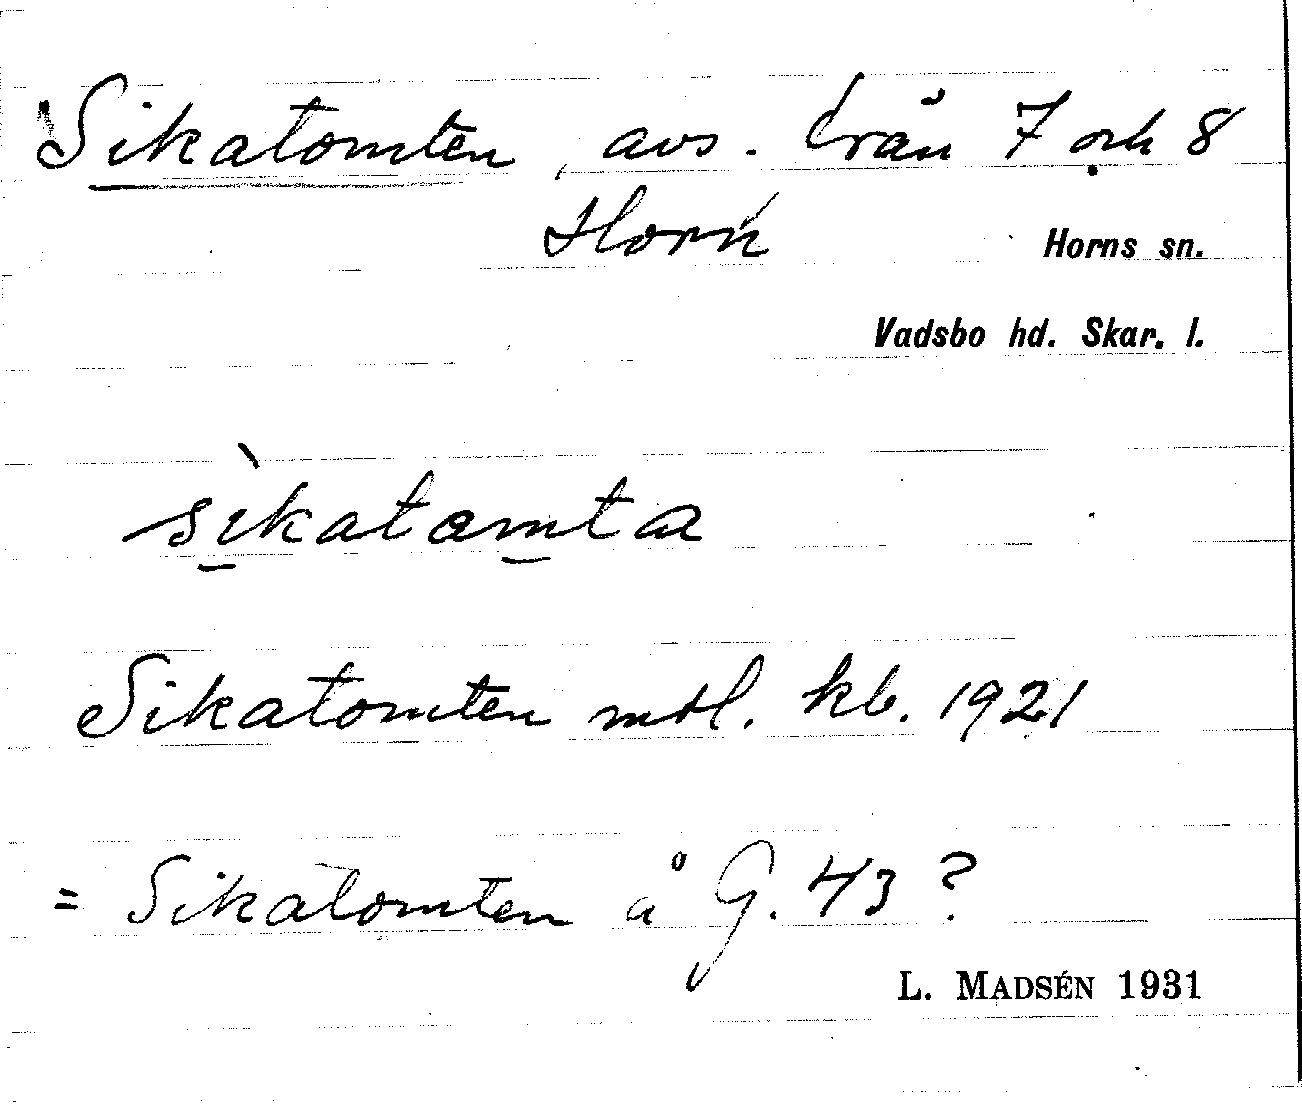 Sikatomten, avs. från 7 och 8
Horn
Horns sn.
Vadsbo hd. Skar. l.
sìkatamta
Sikatomten mtl. kb. 1921
= Sikatomten å G. 43 ?
L. MADSÉN 1931